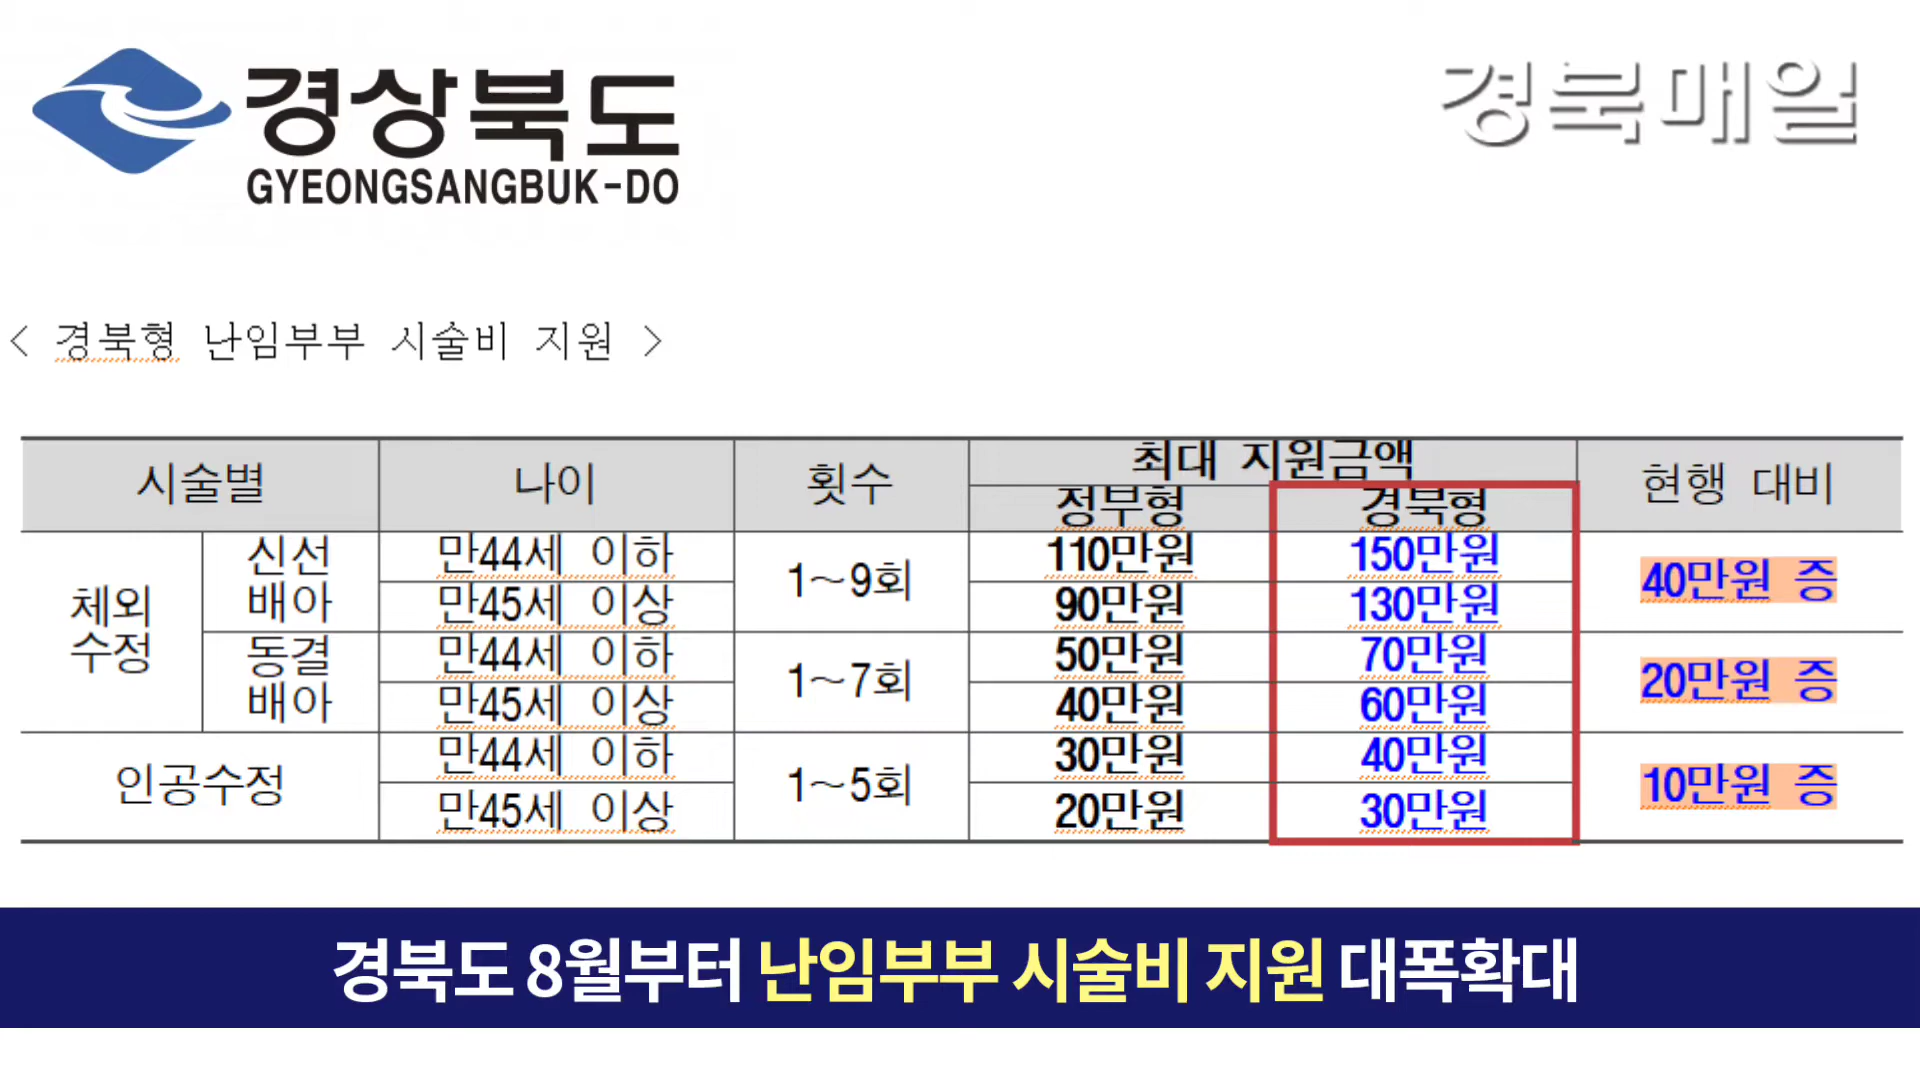 경상북도
GYEONGSANGBUK-DO
경북매일
< 경북형 난임부부 시술비 지원 >
시술별 나이 횟수 최대 지원금액 현행 대비
정부형 경북형
체외 수정 신선 배아 만44세 이하 1~9회 110만원 150만원 40만원 증
만45세 이상 90만원 130만원
동결 배아 만44세 이하 1~7회 50만원 70만원 20만원 증
만45세 이상 40만원 60만원
인공수정 만44세 이하 1~5회 30만원 40만원 10만원 증
만45세 이상 20만원 30만원
경북도 8월부터 난임부부 시술비 지원 대폭확대